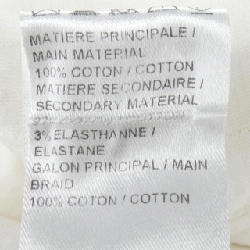 MATIERE PRINCIPALE /
MAIN MATERIAL
100% COTON / COTTON
MATIERE SECONDAIRE /
SECONDARY MATERIAL
3% ELASTHANNE /
ELASTANE
GALON PRINCIPAL / MAIN
BRAID
100% COTON / COTTON